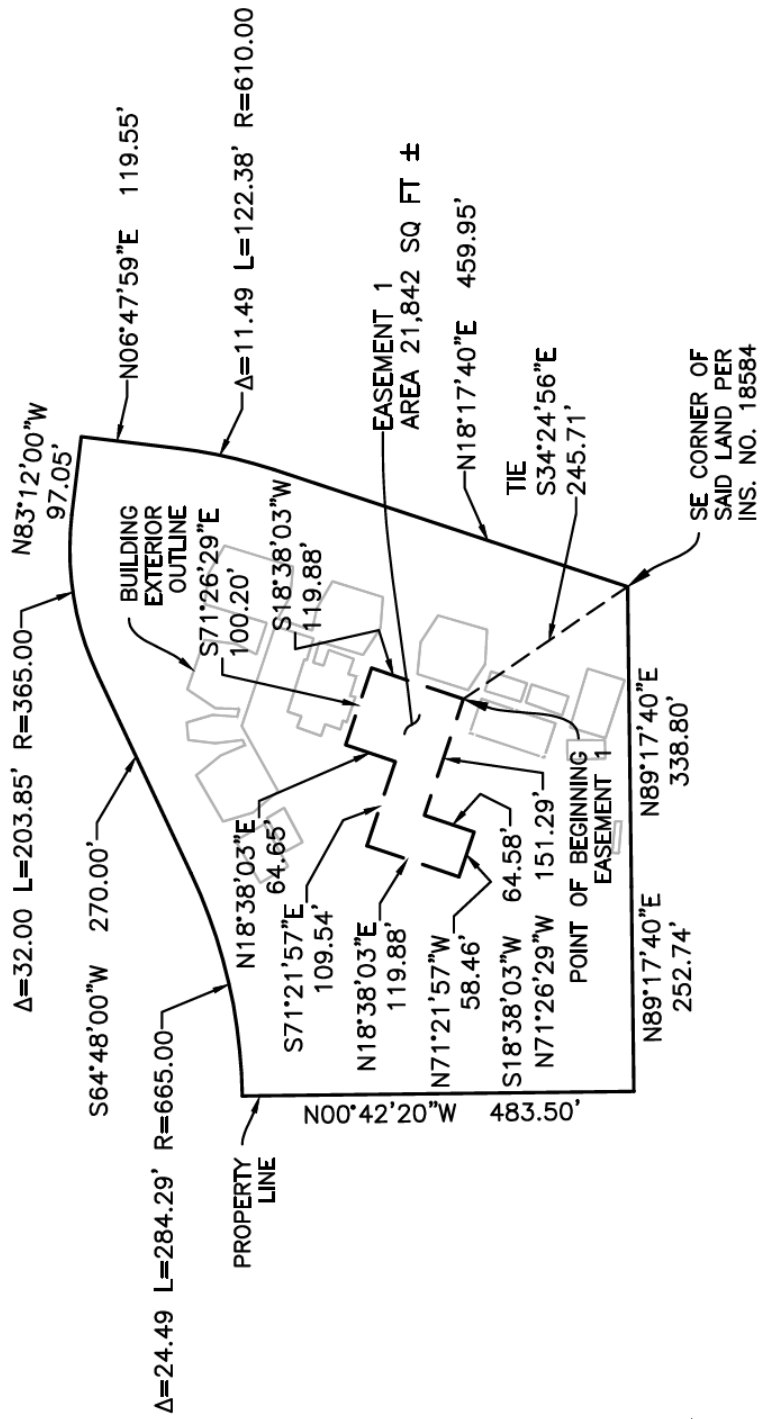 Δ=32.00 L=203.85' R=365.00
N83°12'00"W
97.05'
N06°47'59"E 119.55'
Δ=11.49 L=122.38' R=610.00
S64°48'00"W 270.00'
Δ=24.49 L=284.29' R=665.00
BUILDING
EXTERIOR
OUTLINE
S71°26'29"E
100.20'
S18°38'03"W
119.88'
EASEMENT 1
AREA 21,842 SQ FT ±
N18°17'40"E 459.95'
TIE
S34°24'56"E
245.71'
SE CORNER OF
SAID LAND PER
INS. NO. 18584
N18°38'03"E
64.65'
S71°21'57"E
109.54'
N18°38'03"E
119.88'
N71°21'57"W
58.46'
S18°38'03"W 64.58'
N71°26'29"W 151.29'
POINT OF BEGINNING
EASEMENT 1
PROPERTY
LINE
N00°42'20"W 483.50'
N89°17'40"E
252.74'
N89°17'40"E
338.80'